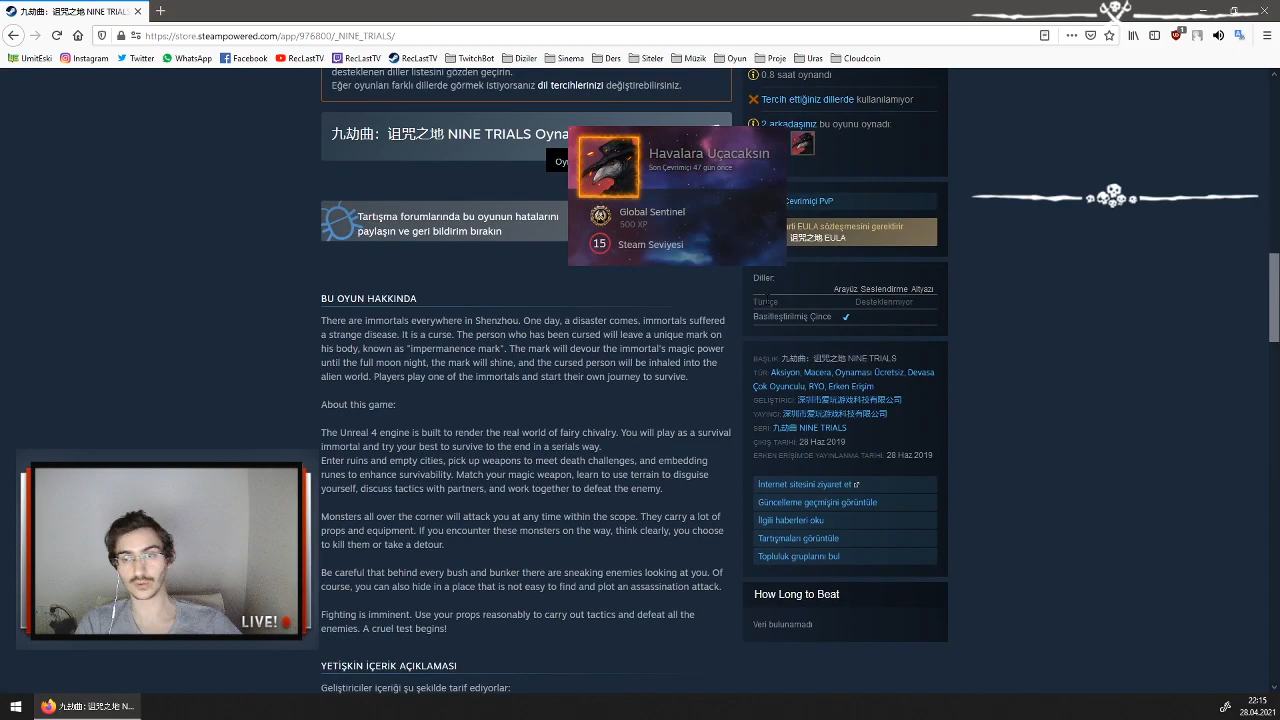 九劫曲：诅咒之地 NINE TRIALS
https://store.steampowered.com/app/976800/_NINE_TRIALS/
UmitEski Instagram Twitter WhatsApp Facebook RecLastTV RecLastTV RecLastTV TwitchBot Diziler Sinema Ders Siteler Müzik Oyun Proje Uras Cloudcoin
desteklenen diller listesini gözden geçirin.
Eğer oyunları farklı dillerde görmek istiyorsanız dil tercihlerinizi değiştirebilirsiniz.
九劫曲：诅咒之地 NINE TRIALS Oyna
Oy
Tartışma forumlarında bu oyunun hatalarını
paylaşın ve geri bildirim bırakın
Havalara Uçacaksın
Son Çevrimiçi 47 gün önce
Global Sentinel
500 XP
15 Steam Seviyesi
0.8 saat oynandı
Tercih ettiğiniz dillerde kullanılamıyor
2 arkadaşınız bu oyunu oynadı:
Çevrimiçi PvP
arti EULA sözleşmesini gerektirir
诅咒之地 EULA
Diller:
Arayüz Seslendirme Altyazı
Türkçe Desteklenmiyor
Basitleştirilmiş Çince ✔
BAŞLIK: 九劫曲：诅咒之地 NINE TRIALS
TÜR: Aksiyon, Macera, Oynaması Ücretsiz, Devasa
Çok Oyunculu, RYO, Erken Erişim
GELİŞTİRİCİ: 深圳市爱玩游戏科技有限公司
YAYINCI: 深圳市爱玩游戏科技有限公司
SERİ: 九劫曲 NINE TRIALS
ÇIKIŞ TARİHİ: 28 Haz 2019
ERKEN ERİŞİM'DE YAYINLANMA TARİHİ: 28 Haz 2019
İnternet sitesini ziyaret et
Güncelleme geçmişini görüntüle
İlgili haberleri oku
Tartışmaları görüntüle
Topluluk gruplarını bul
How Long to Beat
Veri bulunamadı
BU OYUN HAKKINDA
There are immortals everywhere in Shenzhou. One day, a disaster comes, immortals suffered
a strange disease. It is a curse. The person who has been cursed will leave a unique mark on
his body, known as "impermanence mark". The mark will devour the immortal's magic power
until the full moon night, the mark will shine, and the cursed person will be inhaled into the
alien world. Players play one of the immortals and start their own journey to survive.
About this game:
The Unreal 4 engine is built to render the real world of fairy chivalry. You will play as a survival
immortal and try your best to survive to the end in a serials way.
Enter ruins and empty cities, pick up weapons to meet death challenges, and embedding
runes to enhance survivability. Match your magic weapon, learn to use terrain to disguise
yourself, discuss tactics with partners, and work together to defeat the enemy.
Monsters all over the corner will attack you at any time within the scope. They carry a lot of
props and equipment. If you encounter these monsters on the way, think clearly, you choose
to kill them or take a detour.
Be careful that behind every bush and bunker there are sneaking enemies looking at you. Of
course, you can also hide in a place that is not easy to find and plot an assassination attack.
Fighting is imminent. Use your props reasonably to carry out tactics and defeat all the
enemies. A cruel test begins!
YETİŞKİN İÇERİK AÇIKLAMASI
Geliştiriciler içeriği şu şekilde tarif ediyorlar:
LIVE!
九劫曲：诅咒之地 N...
22:15
28.04.2021